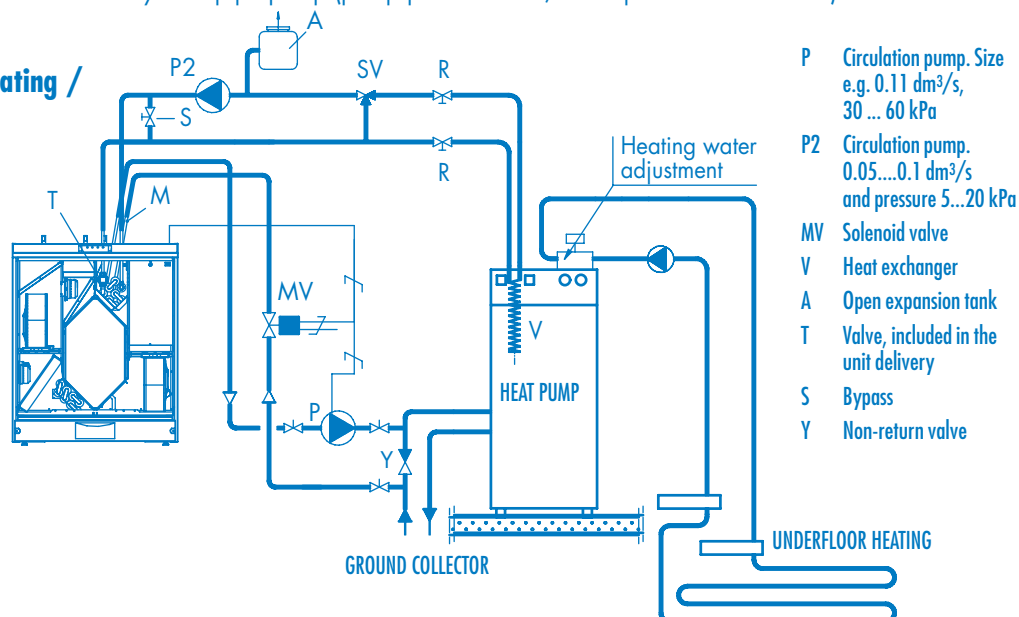 ating /
A
P2
SV
R
S
R
Heating water
adjustment
T
M
MV
V
HEAT PUMP
P
Y
GROUND COLLECTOR
UNDERFLOOR HEATING
P Circulation pump. Size
e.g. 0.11 dm³/s,
30 ... 60 kPa
P2 Circulation pump.
0.05....0.1 dm³/s
and pressure 5...20 kPa
MV Solenoid valve
V Heat exchanger
A Open expansion tank
T Valve, included in the
unit delivery
S Bypass
Y Non-return valve